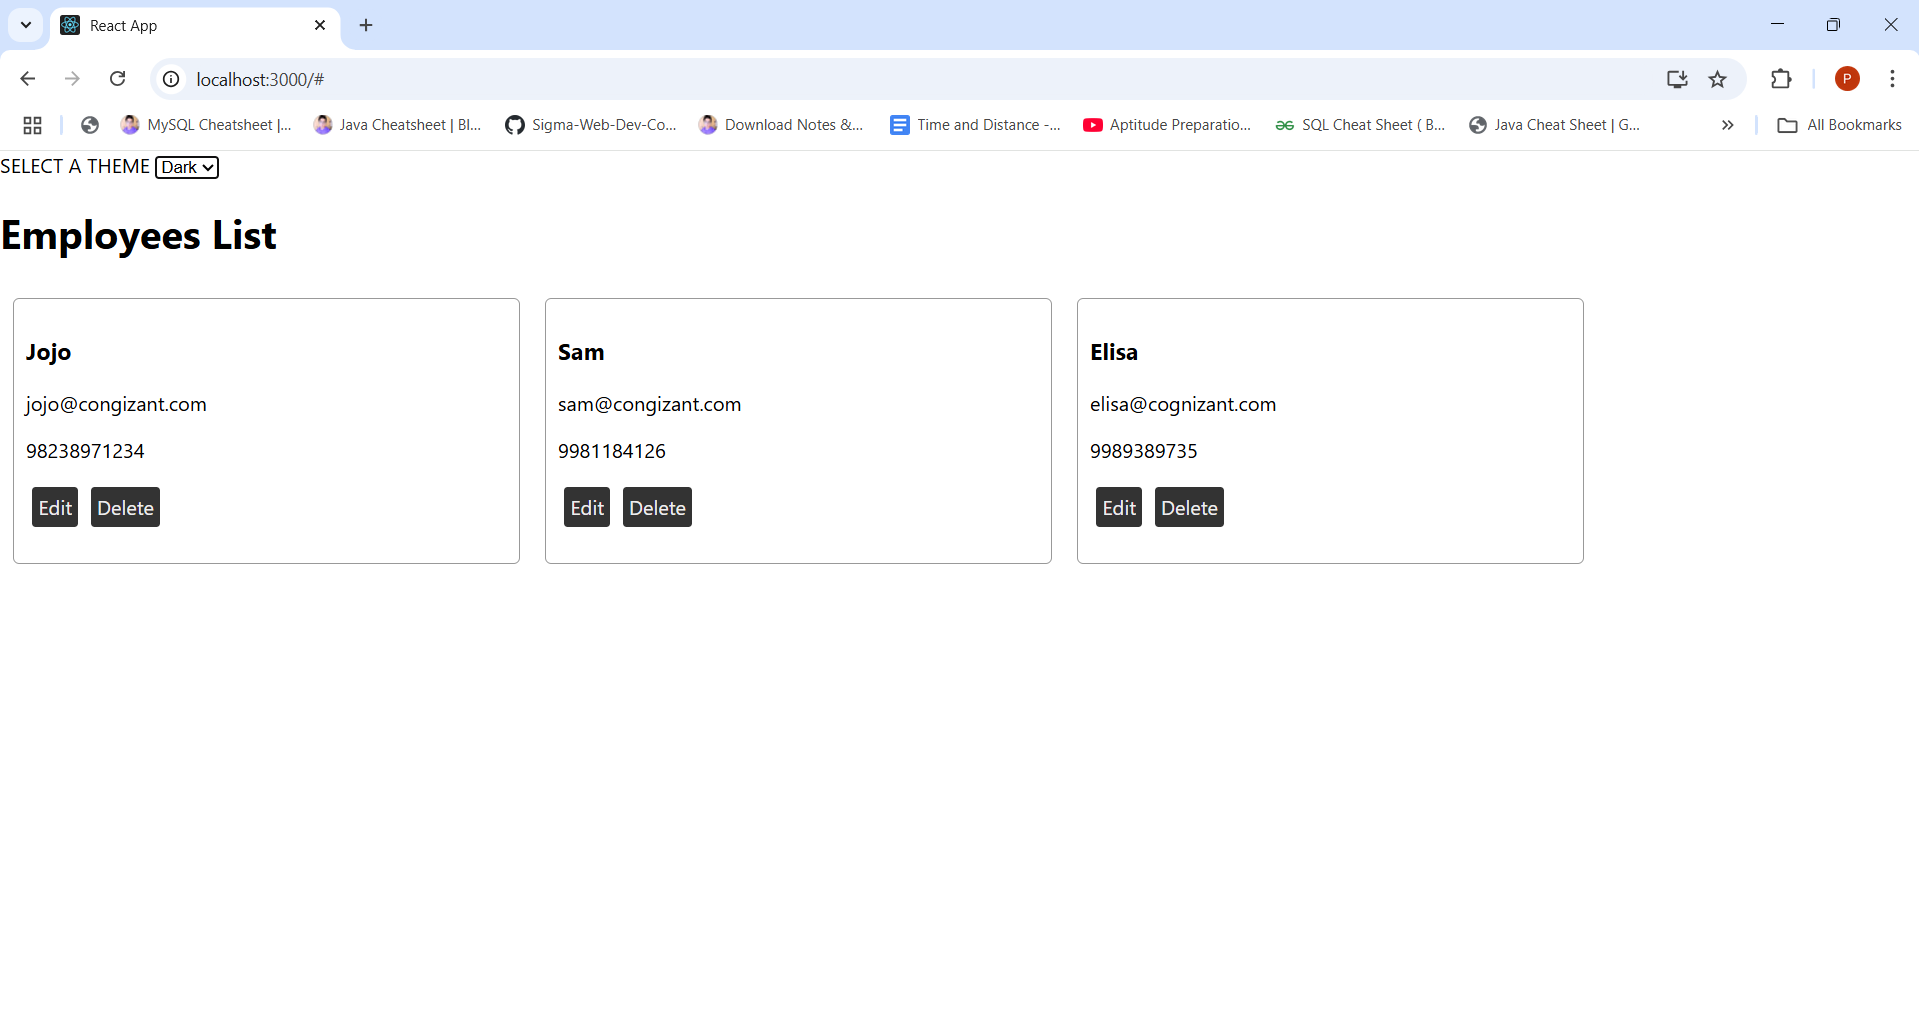 React App
localhost:3000/#
P
MySQL Cheatsheet |... Java Cheatsheet | Bl... Sigma-Web-Dev-Co... Download Notes &... Time and Distance -... Aptitude Preparatio... SQL Cheat Sheet ( B... Java Cheat Sheet | G... All Bookmarks
SELECT A THEME Dark
Employees List
Jojo
jojo@congizant.com
98238971234
Edit Delete
Sam
sam@congizant.com
9981184126
Edit Delete
Elisa
elisa@cognizant.com
9989389735
Edit Delete